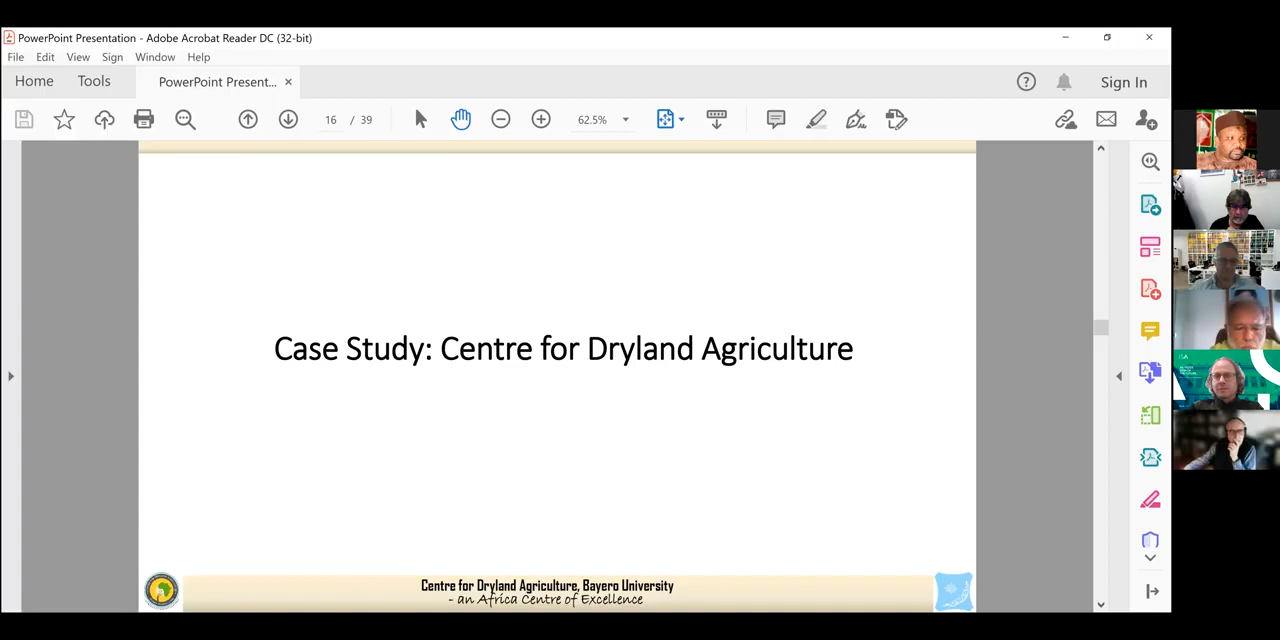 PowerPoint Presentation - Adobe Acrobat Reader DC (32-bit)
File Edit View Sign Window Help
Home Tools PowerPoint Present... Sign In
16 / 39 62.5%
Case Study: Centre for Dryland Agriculture
Centre for Dryland Agriculture, Bayero University
- an Africa Centre of Excellence